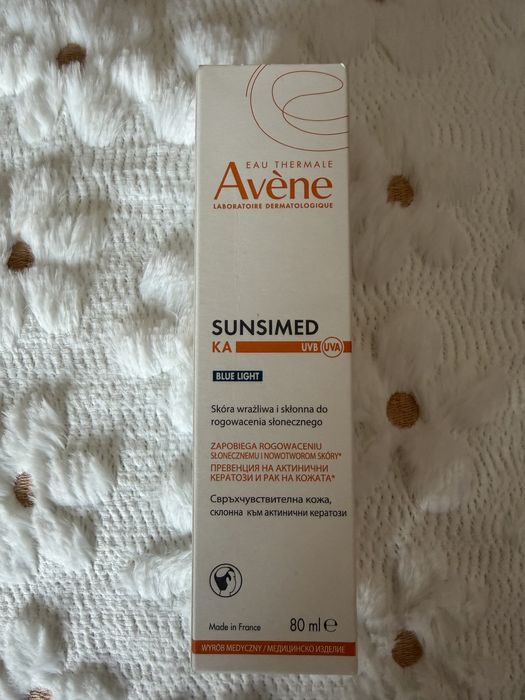 EAU THERMALE
Avène
LABORATOIRE DERMATOLOGIQUE
SUNSIMED
KA UVB UVA
BLUE LIGHT
Skóra wrażliwa i skłonna do
rogowacenia słonecznego
ZAPOBIEGA ROGOWACENIU
SŁONECZNEMU I NOWOTWOROM SKÓRY*
ПРЕВЕНЦИЯ НА АКТИНИЧНИ
КЕРАТОЗИ И РАК НА КОЖАТА*
Свръхчувствителна кожа,
склонна към актинични кератози
Made in France 80 ml e
WYRÓB MEDYCZNY / МЕДИЦИНСКО ИЗДЕЛИЕ